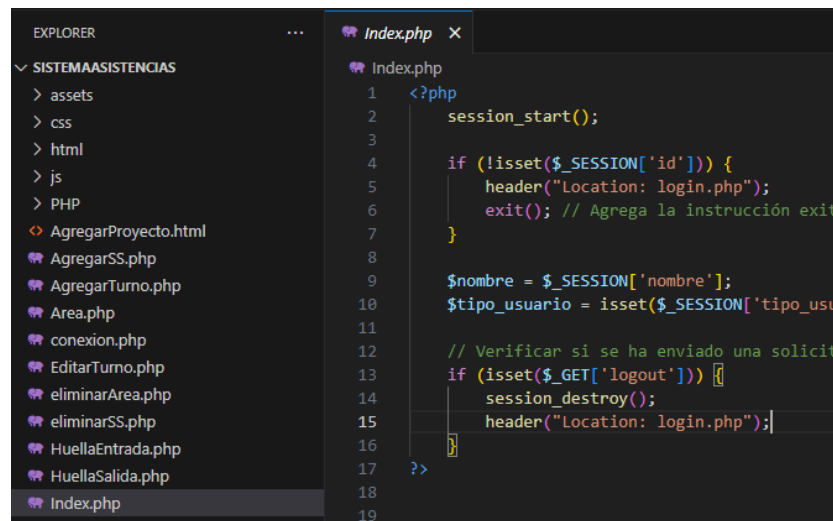 EXPLORER ...
SISTEMAASISTENCIAS
assets
css
html
js
PHP
AgregarProyecto.html
AgregarSS.php
AgregarTurno.php
Area.php
conexion.php
EditarTurno.php
eliminarArea.php
eliminarSS.php
HuellaEntrada.php
HuellaSalida.php
Index.php
Index.php
Index.php
1 <?php
2 session_start();
3
4 if (!isset($_SESSION['id'])) {
5 header("Location: login.php");
6 exit(); // Agrega la instrucción exit
7 }
8
9 $nombre = $_SESSION['nombre'];
10 $tipo_usuario = isset($_SESSION['tipo_usu
11
12 // Verificar si se ha enviado una solicit
13 if (isset($_GET['logout'])) {
14 session_destroy();
15 header("Location: login.php");
16 }
17 ?>
18
19